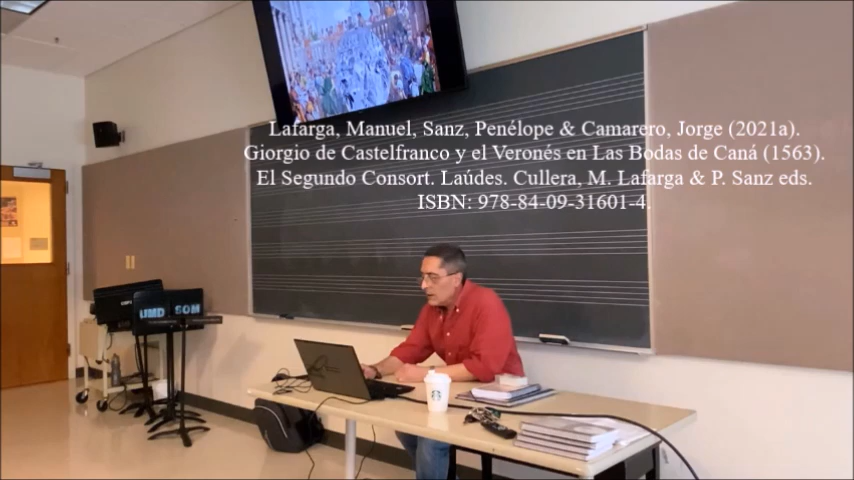 Lafarga, Manuel, Sanz, Penélope & Camarero, Jorge (2021a).
Giorgio de Castelfranco y el Veronés en Las Bodas de Caná (1563).
El Segundo Consort. Laúdes. Cullera, M. Lafarga & P. Sanz eds.
ISBN: 978-84-09-31601-4.
UMD SOM